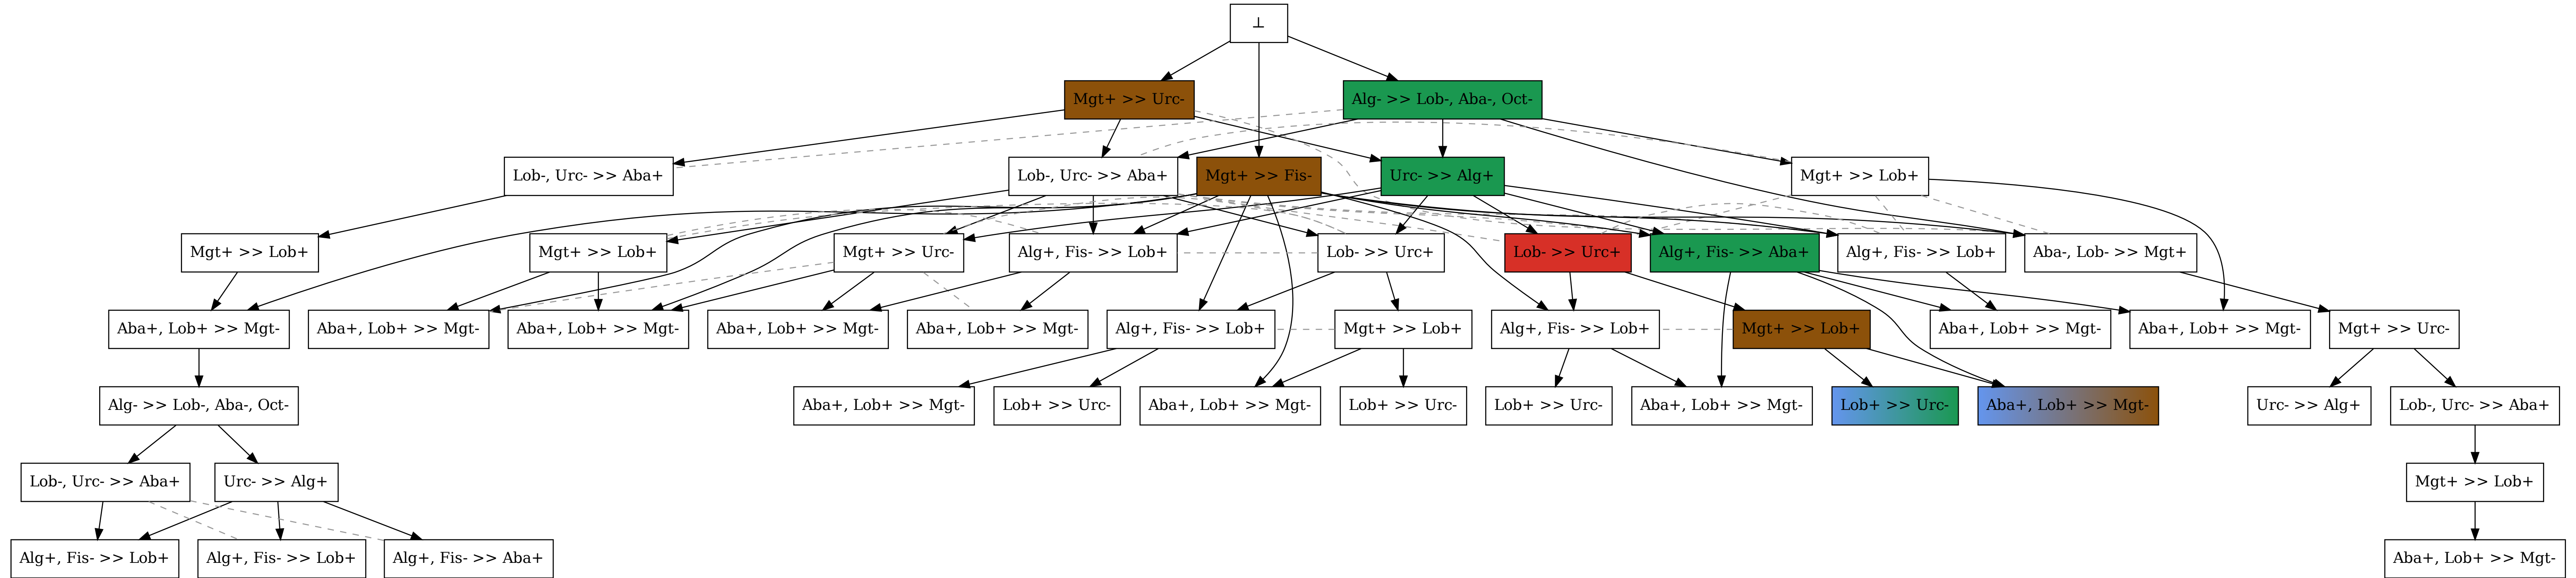 ⊥
Mgt+ >> Urc-
Alg- >> Lob-, Aba-, Oct-
Lob-, Urc- >> Aba+
Lob-, Urc- >> Aba+
Mgt+ >> Fis-
Urc- >> Alg+
Mgt+ >> Lob+
Mgt+ >> Lob+
Mgt+ >> Lob+
Mgt+ >> Urc-
Alg+, Fis- >> Lob+
Lob- >> Urc+
Lob- >> Urc+
Alg+, Fis- >> Aba+
Alg+, Fis- >> Lob+
Aba-, Lob- >> Mgt+
Aba+, Lob+ >> Mgt-
Aba+, Lob+ >> Mgt-
Aba+, Lob+ >> Mgt-
Aba+, Lob+ >> Mgt-
Aba+, Lob+ >> Mgt-
Alg+, Fis- >> Lob+
Mgt+ >> Lob+
Alg+, Fis- >> Lob+
Mgt+ >> Lob+
Aba+, Lob+ >> Mgt-
Aba+, Lob+ >> Mgt-
Mgt+ >> Urc-
Alg- >> Lob-, Aba-, Oct-
Aba+, Lob+ >> Mgt-
Lob+ >> Urc-
Aba+, Lob+ >> Mgt-
Lob+ >> Urc-
Lob+ >> Urc-
Aba+, Lob+ >> Mgt-
Lob+ >> Urc-
Aba+, Lob+ >> Mgt-
Urc- >> Alg+
Lob-, Urc- >> Aba+
Lob-, Urc- >> Aba+
Urc- >> Alg+
Mgt+ >> Lob+
Alg+, Fis- >> Lob+
Alg+, Fis- >> Lob+
Alg+, Fis- >> Aba+
Aba+, Lob+ >> Mgt-